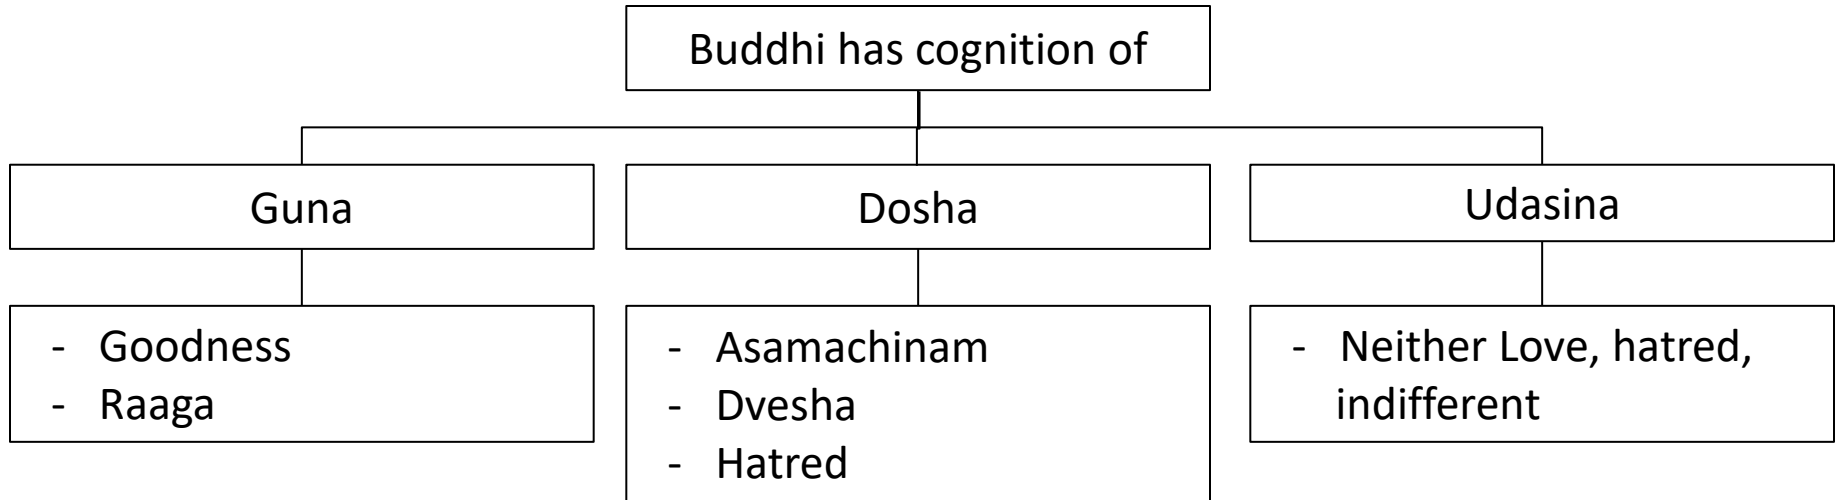 Buddhi has cognition of
Guna
Dosha
Udasina
- Goodness
- Raaga
- Asamachinam
- Dvesha
- Hatred
- Neither Love, hatred,
indifferent